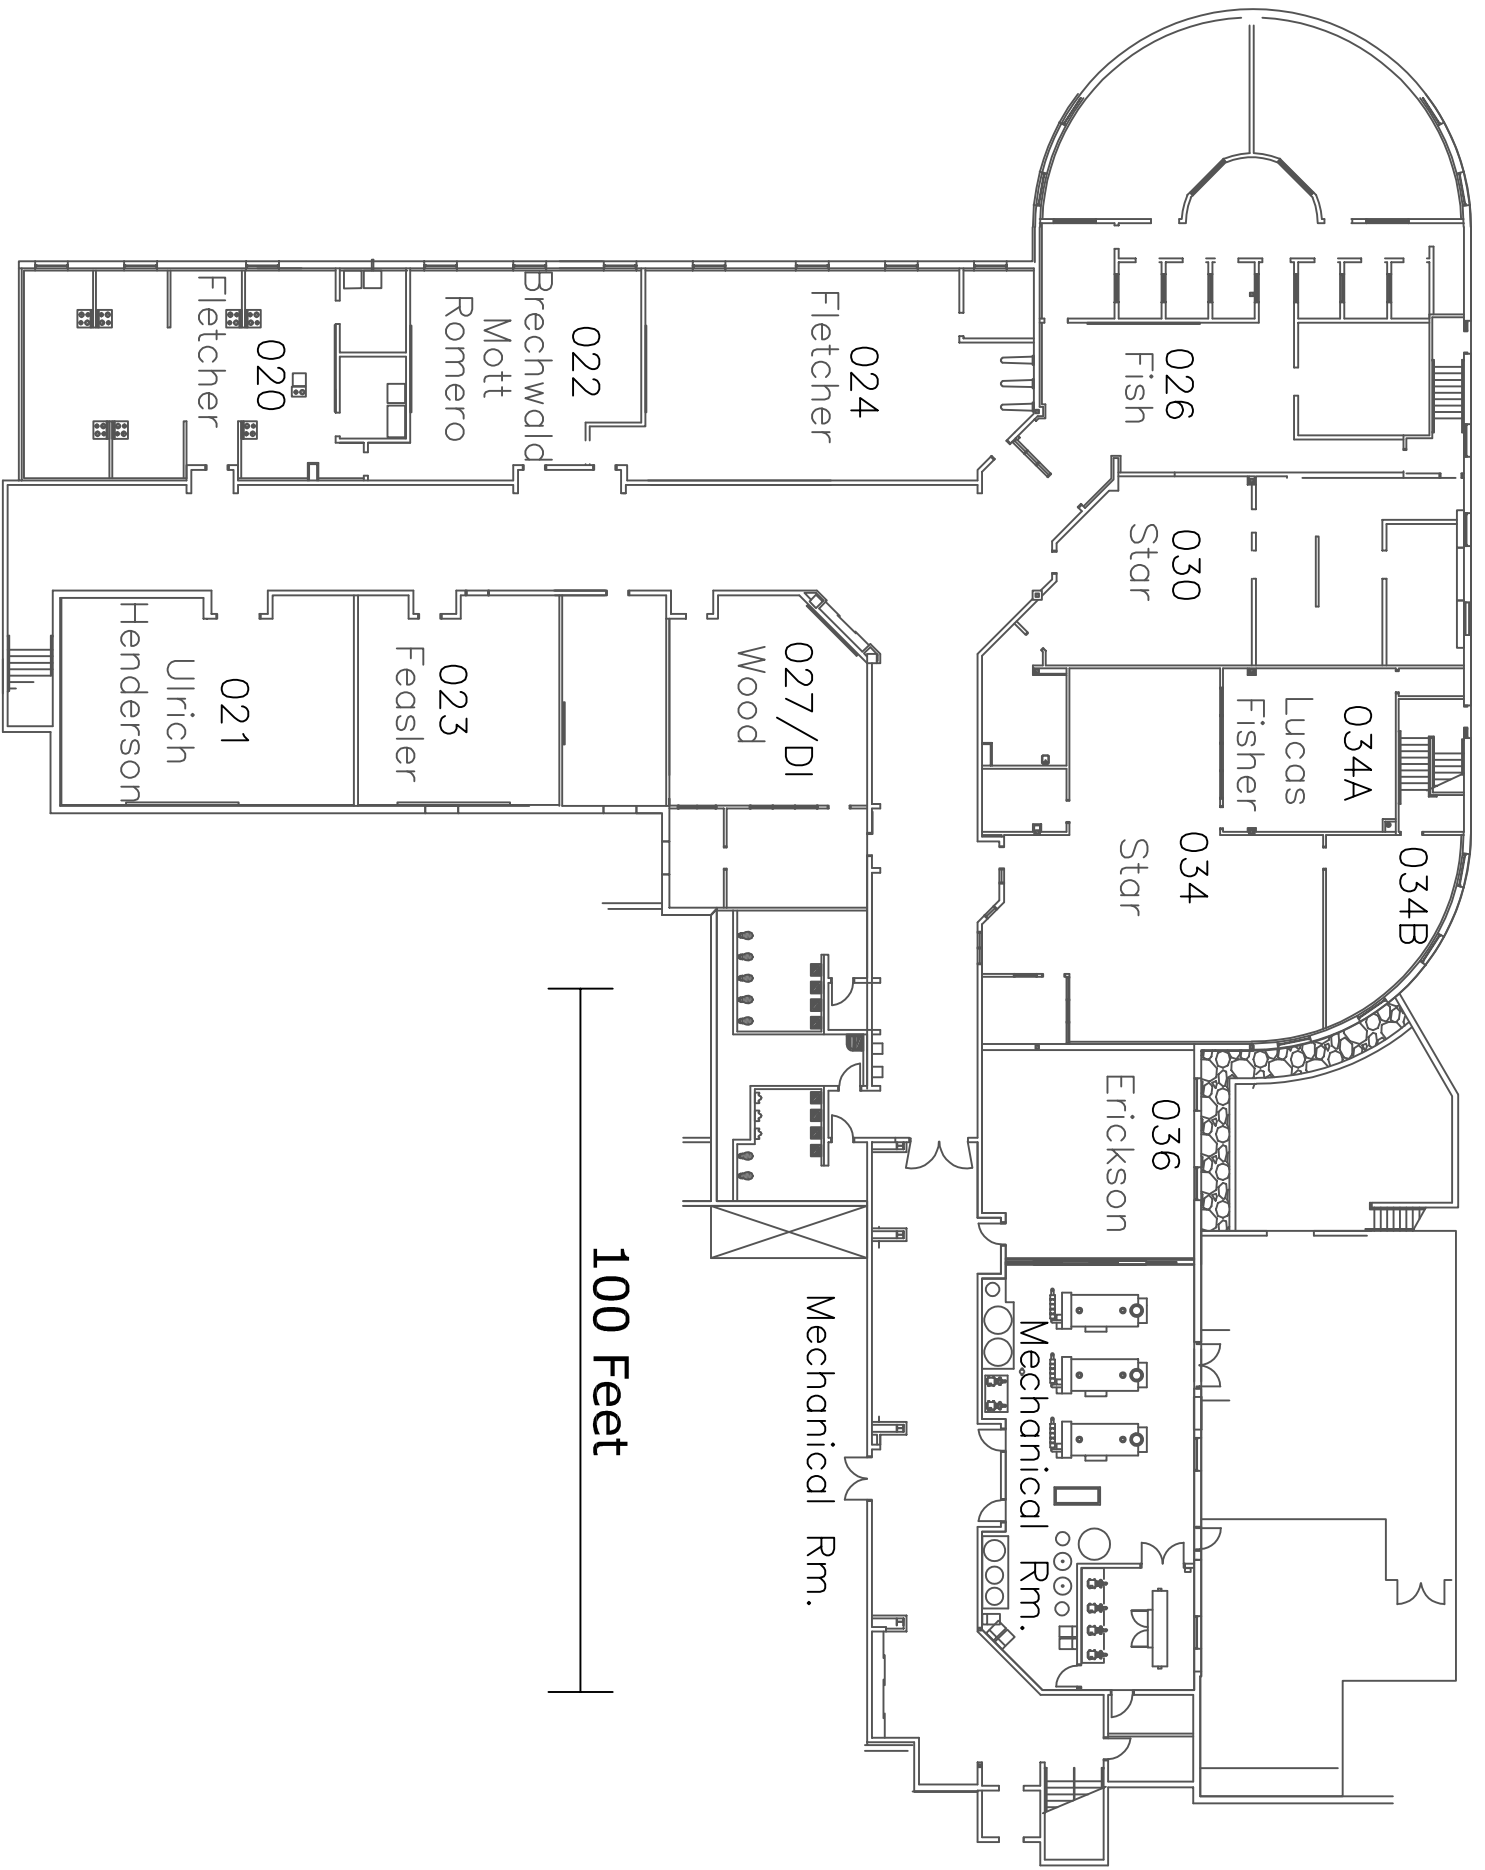 034B
034A
Lucas
Fisher
034
Star
030
Star
026
Fish
036
Erickson
Mechanical Rm.
024
Fletcher
Mechanical Rm.
027/DI
Wood
022
Brechwald
Mott
Romero
100 Feet
023
Feasler
020
Fletcher
021
Ulrich
Henderson